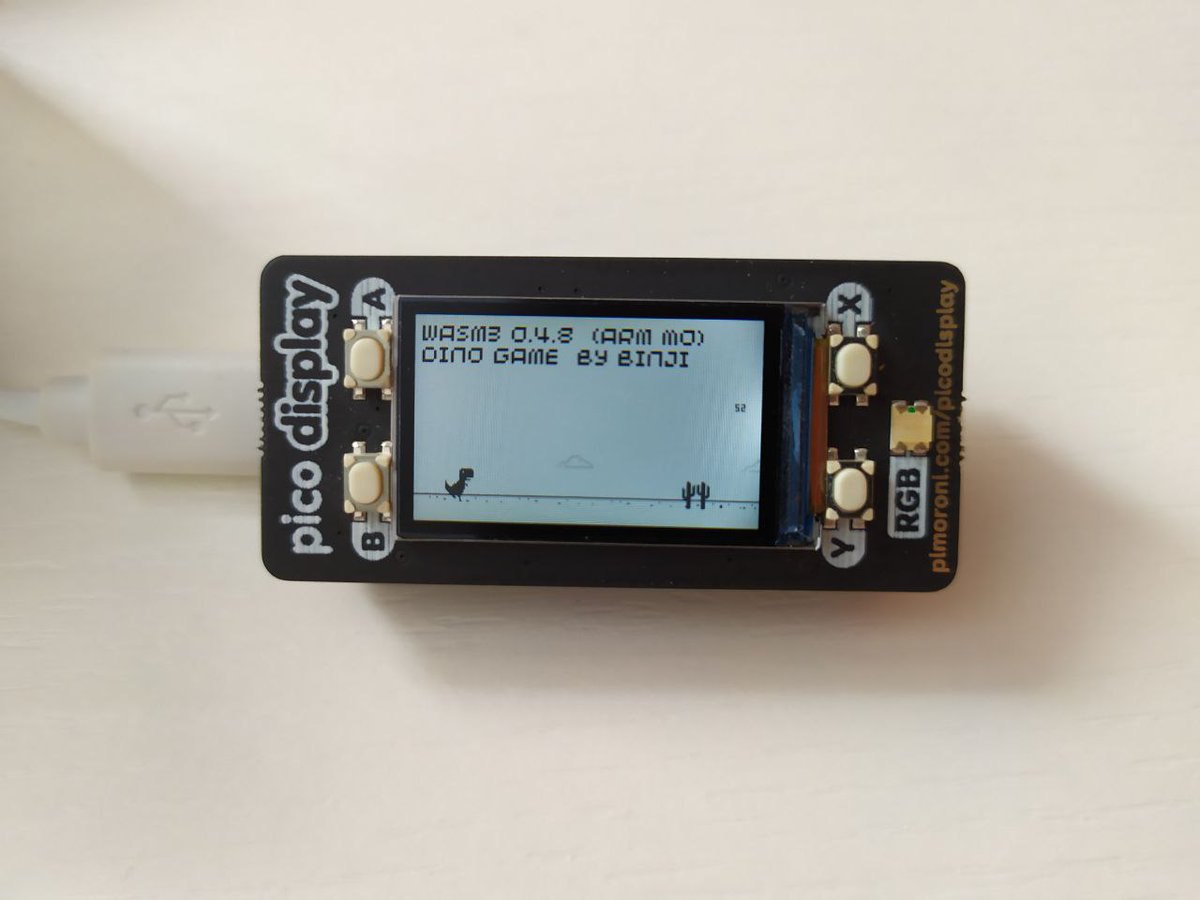 pico display
A
B
WASM3 0.4.8 (ARM M0)
DINO GAME BY BINJI
52
X
Y
RGB
pimoroni.com/picodisplay